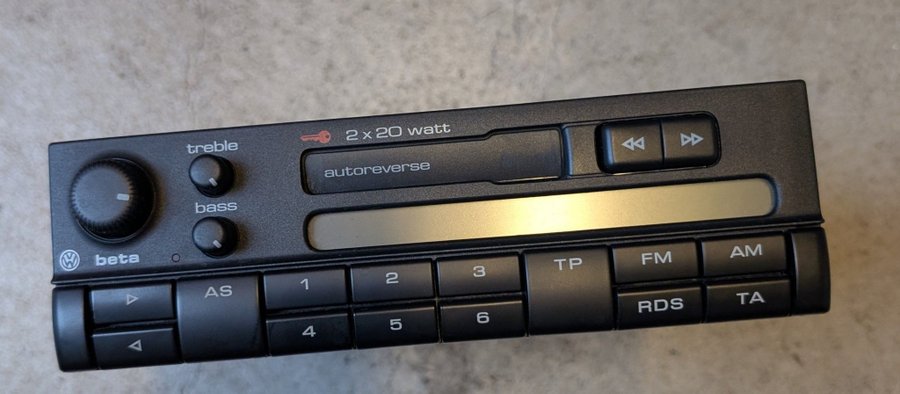 2 x 20 watt
treble
autoreverse
bass
beta
AS
1
2
3
TP
FM
AM
4
5
6
RDS
TA